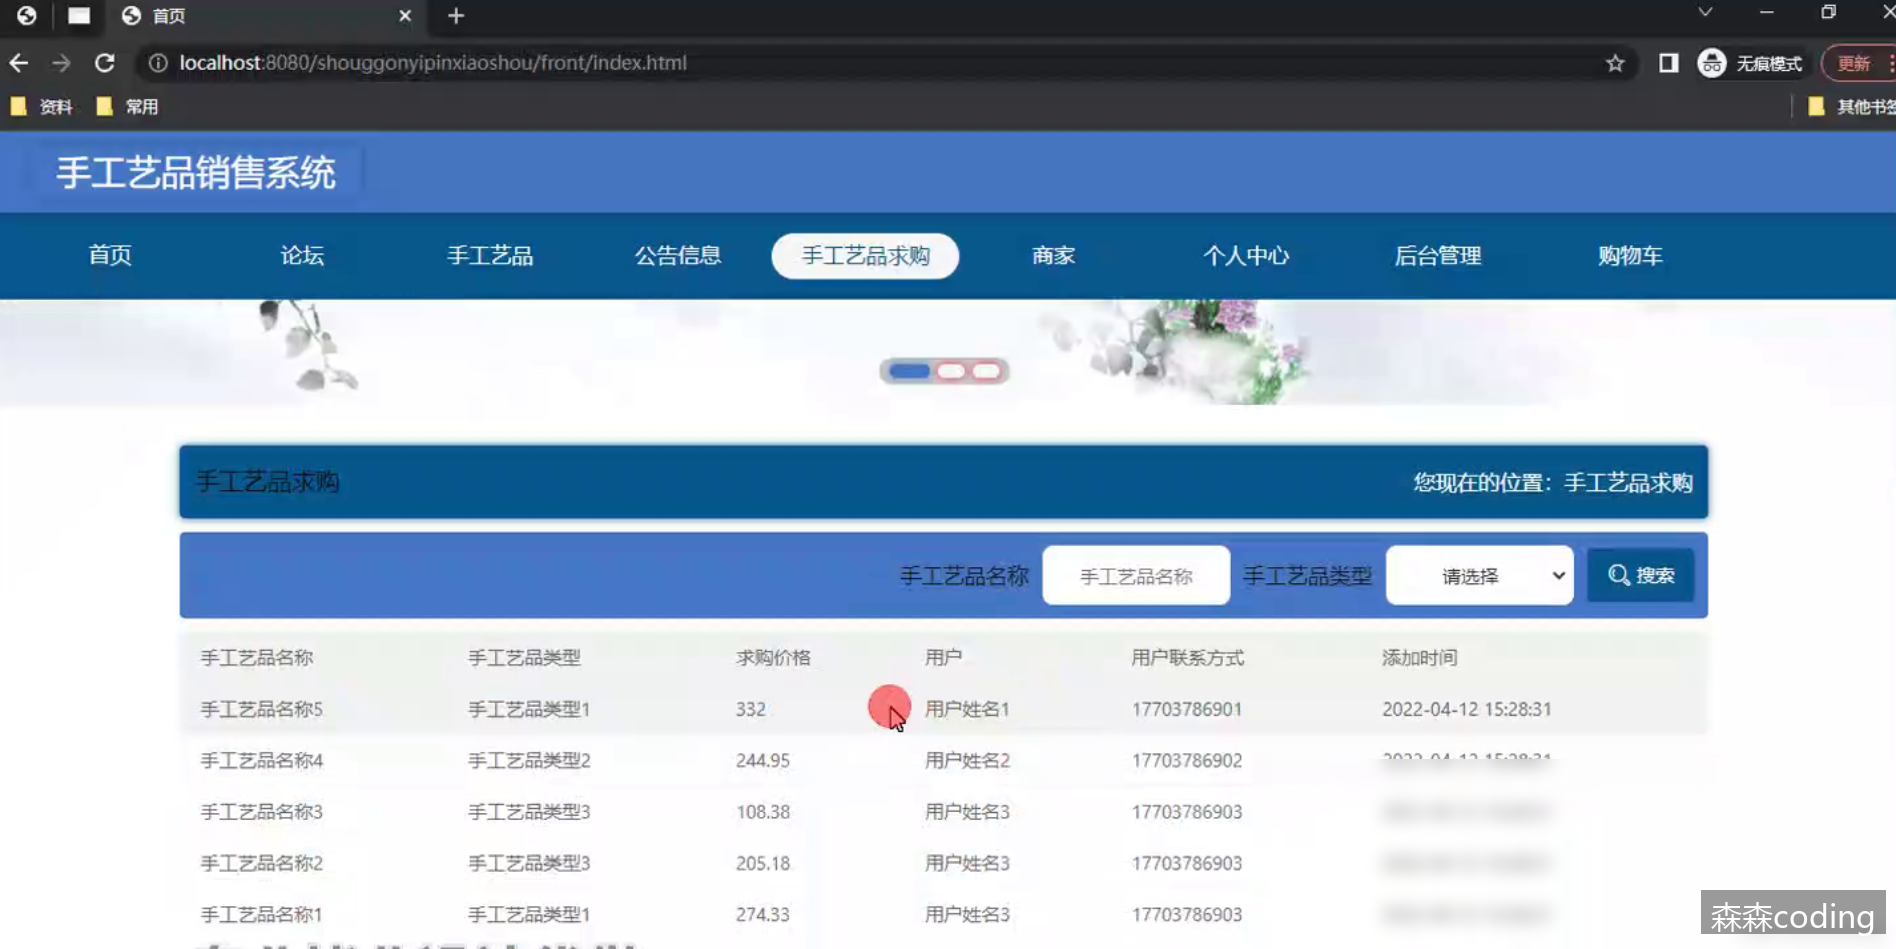 首页
localhost:8080/shouggonyipinxiaoshou/front/index.html
无痕模式
更新
资料
常用
其他书签
手工艺品销售系统
首页 论坛 手工艺品 公告信息 手工艺品求购 商家 个人中心 后台管理 购物车
手工艺品求购
您现在的位置：手工艺品求购
手工艺品名称 手工艺品名称 手工艺品类型 请选择 搜索
手工艺品名称 手工艺品类型 求购价格 用户 用户联系方式 添加时间
手工艺品名称5 手工艺品类型1 332 用户姓名1 17703786901 2022-04-12 15:28:31
手工艺品名称4 手工艺品类型2 244.95 用户姓名2 17703786902
手工艺品名称3 手工艺品类型3 108.38 用户姓名3 17703786903
手工艺品名称2 手工艺品类型3 205.18 用户姓名3 17703786903
手工艺品名称1 手工艺品类型1 274.33 用户姓名3 17703786903
森森coding